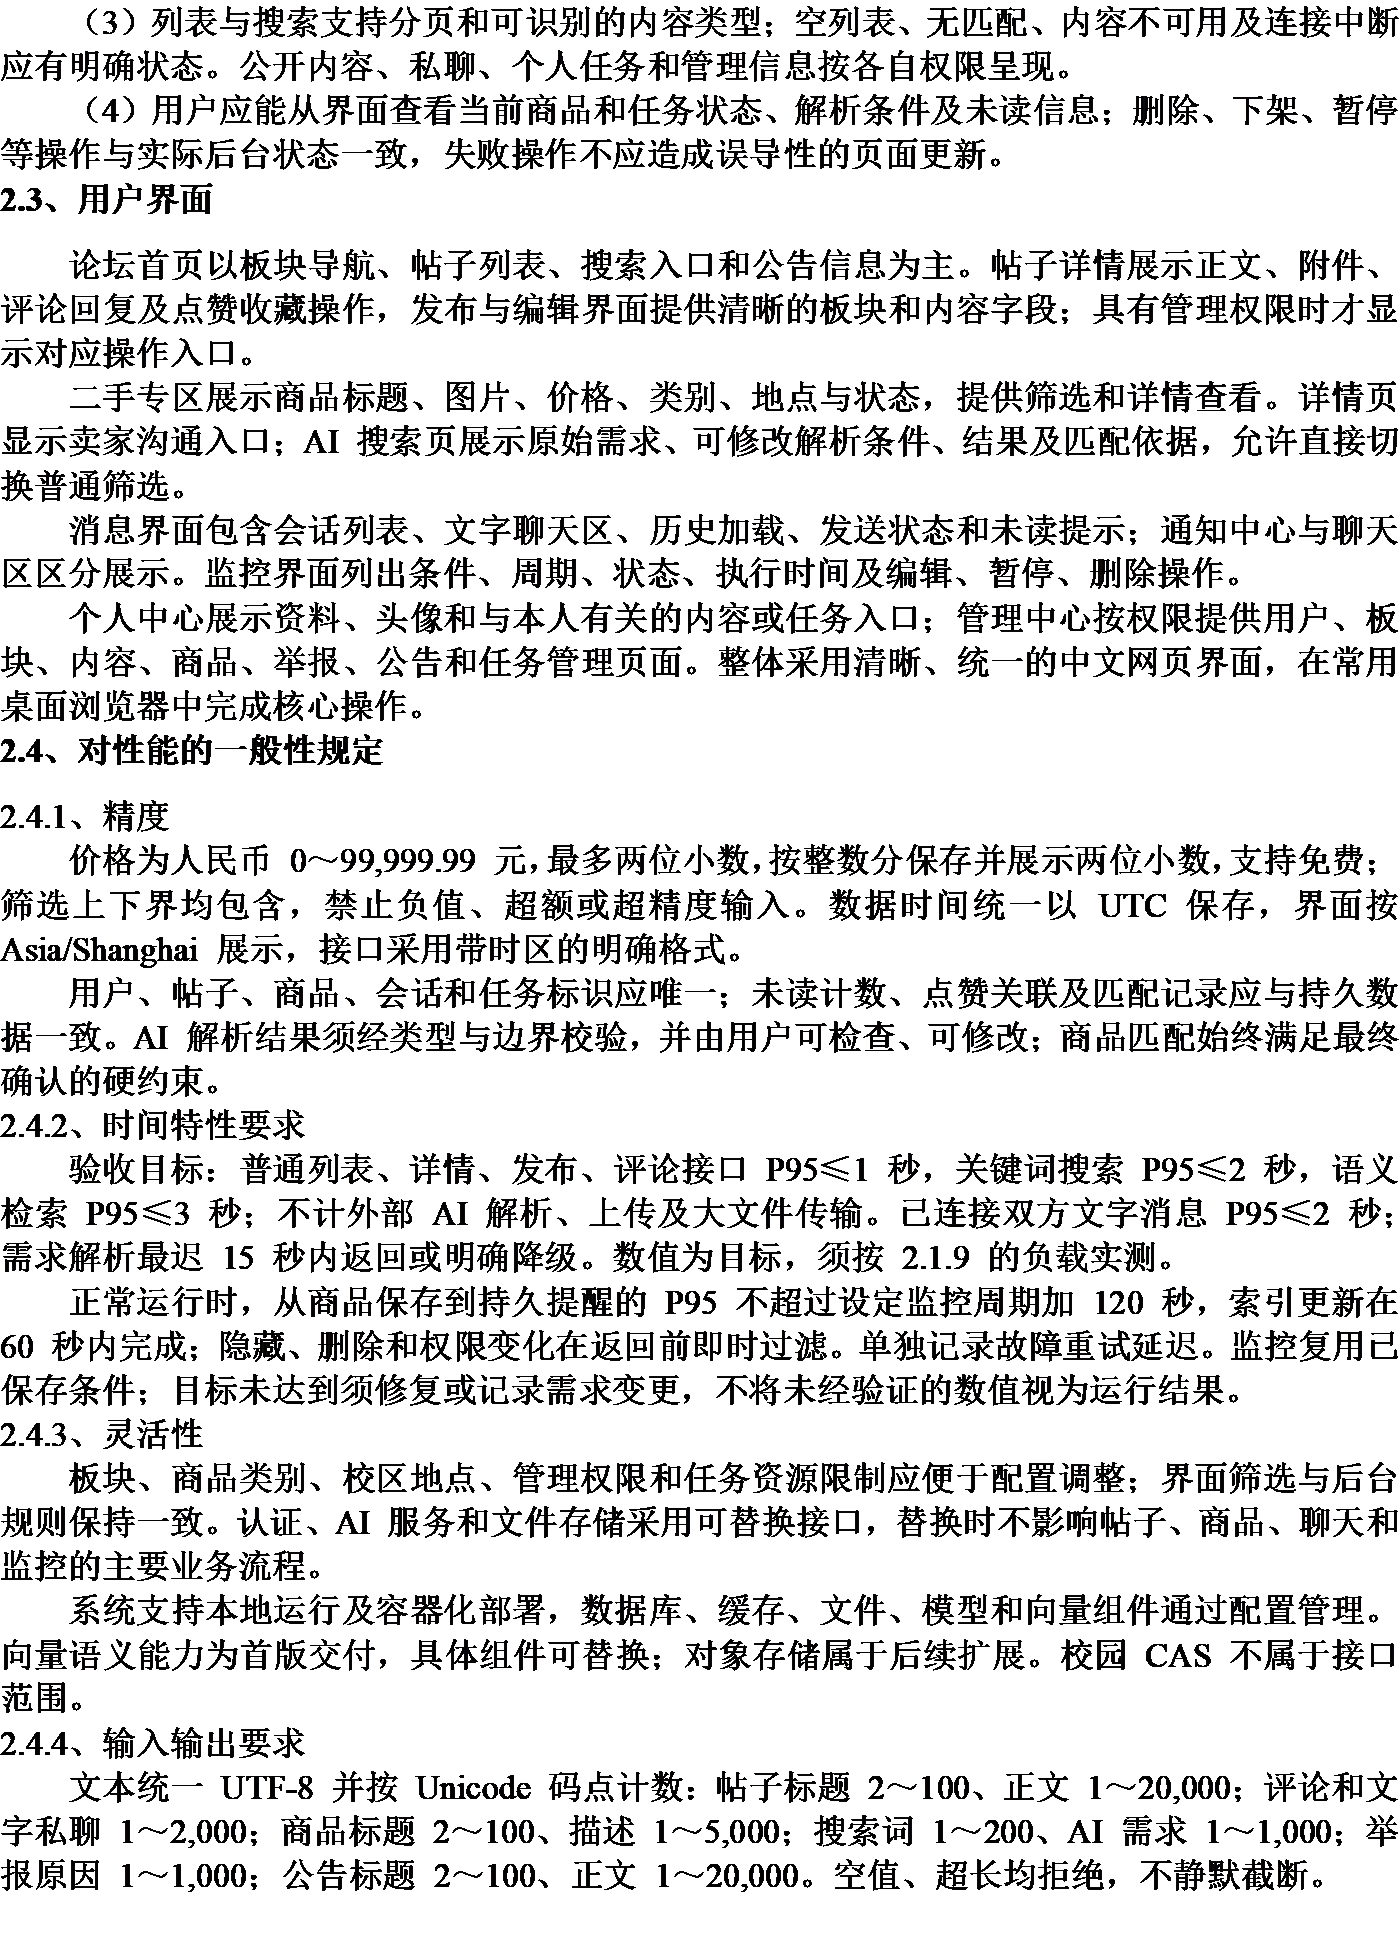 （3）列表与搜索支持分页和可识别的内容类型；空列表、无匹配、内容不可用及连接中断
应有明确状态。公开内容、私聊、个人任务和管理信息按各自权限呈现。
（4）用户应能从界面查看当前商品和任务状态、解析条件及未读信息；删除、下架、暂停
等操作与实际后台状态一致，失败操作不应造成误导性的页面更新。
2.3、用户界面
论坛首页以板块导航、帖子列表、搜索入口和公告信息为主。帖子详情展示正文、附件、
评论回复及点赞收藏操作，发布与编辑界面提供清晰的板块和内容字段；具有管理权限时才显
示对应操作入口。
二手专区展示商品标题、图片、价格、类别、地点与状态，提供筛选和详情查看。详情页
显示卖家沟通入口；AI 搜索页展示原始需求、可修改解析条件、结果及匹配依据，允许直接切
换普通筛选。
消息界面包含会话列表、文字聊天区、历史加载、发送状态和未读提示；通知中心与聊天
区区分展示。监控界面列出条件、周期、状态、执行时间及编辑、暂停、删除操作。
个人中心展示资料、头像和与本人有关的内容或任务入口；管理中心按权限提供用户、板
块、内容、商品、举报、公告和任务管理页面。整体采用清晰、统一的中文网页界面，在常用
桌面浏览器中完成核心操作。
2.4、对性能的一般性规定
2.4.1、精度
价格为人民币 0～99,999.99 元，最多两位小数，按整数分保存并展示两位小数，支持免费；
筛选上下界均包含，禁止负值、超额或超精度输入。数据时间统一以 UTC 保存，界面按
Asia/Shanghai 展示，接口采用带时区的明确格式。
用户、帖子、商品、会话和任务标识应唯一；未读计数、点赞关联及匹配记录应与持久数
据一致。AI 解析结果须经类型与边界校验，并由用户可检查、可修改；商品匹配始终满足最终
确认的硬约束。
2.4.2、时间特性要求
验收目标：普通列表、详情、发布、评论接口 P95≤1 秒，关键词搜索 P95≤2 秒，语义
检索 P95≤3 秒；不计外部 AI 解析、上传及大文件传输。已连接双方文字消息 P95≤2 秒；
需求解析最迟 15 秒内返回或明确降级。数值为目标，须按 2.1.9 的负载实测。
正常运行时，从商品保存到持久提醒的 P95 不超过设定监控周期加 120 秒，索引更新在
60 秒内完成；隐藏、删除和权限变化在返回前即时过滤。单独记录故障重试延迟。监控复用已
保存条件；目标未达到须修复或记录需求变更，不将未经验证的数值视为运行结果。
2.4.3、灵活性
板块、商品类别、校区地点、管理权限和任务资源限制应便于配置调整；界面筛选与后台
规则保持一致。认证、AI 服务和文件存储采用可替换接口，替换时不影响帖子、商品、聊天和
监控的主要业务流程。
系统支持本地运行及容器化部署，数据库、缓存、文件、模型和向量组件通过配置管理。
向量语义能力为首版交付，具体组件可替换；对象存储属于后续扩展。校园 CAS 不属于接口
范围。
2.4.4、输入输出要求
文本统一 UTF-8 并按 Unicode 码点计数：帖子标题 2～100、正文 1～20,000；评论和文
字私聊 1～2,000；商品标题 2～100、描述 1～5,000；搜索词 1～200、AI 需求 1～1,000；举
报原因 1～1,000；公告标题 2～100、正文 1～20,000。空值、超长均拒绝，不静默截断。